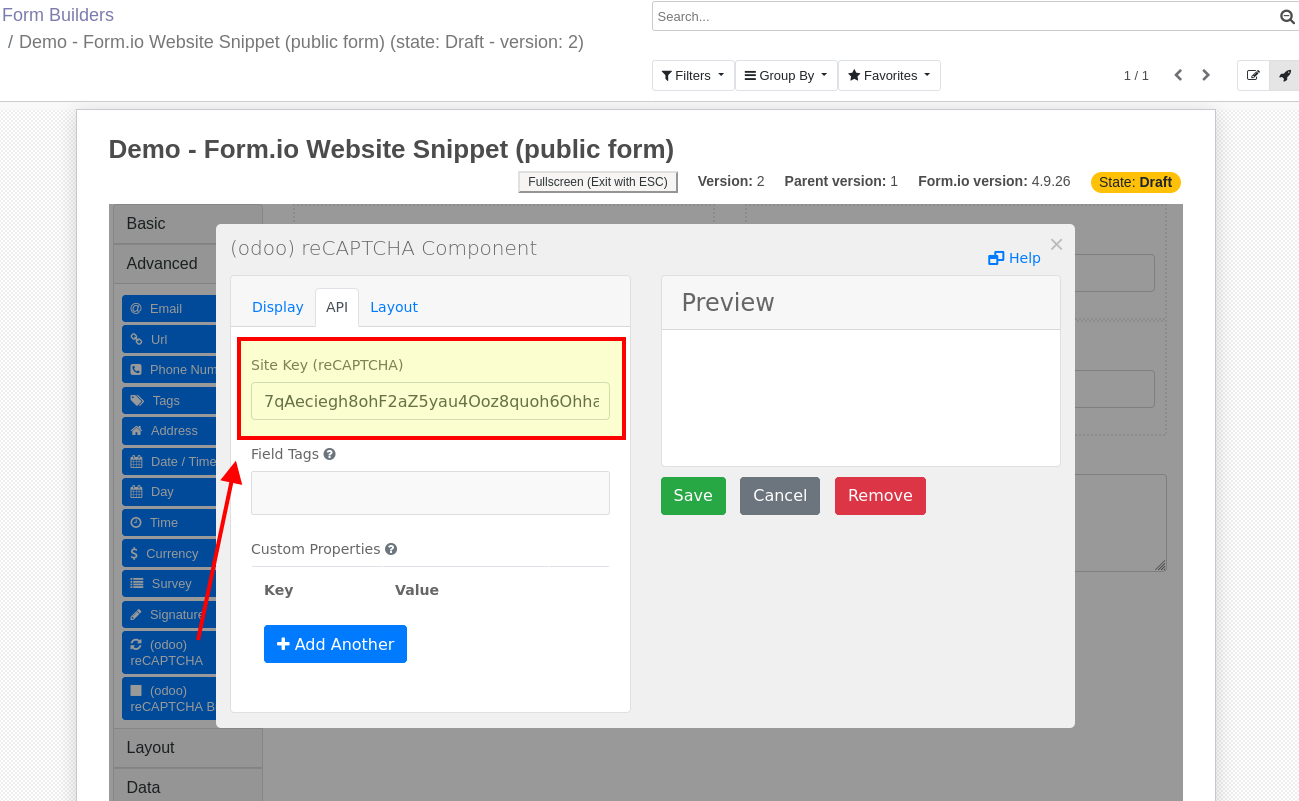 Form Builders
/ Demo - Form.io Website Snippet (public form) (state: Draft - version: 2)
Search...
Filters
Group By
Favorites
1 / 1
Demo - Form.io Website Snippet (public form)
Fullscreen (Exit with ESC)
Version: 2
Parent version: 1
Form.io version: 4.9.26
State: Draft
Basic
Advanced
@ Email
Url
Phone Num
Tags
Address
Date / Time
Day
Time
$ Currency
Survey
Signature
(odoo)
reCAPTCHA
(odoo)
reCAPTCHA B
Layout
Data
(odoo) reCAPTCHA Component
Help
×
Display
API
Layout
Site Key (reCAPTCHA)
7qAeciegh8ohF2aZ5yau4Ooz8quoh6Ohha
Field Tags
Custom Properties
Key
Value
Add Another
Preview
Save
Cancel
Remove